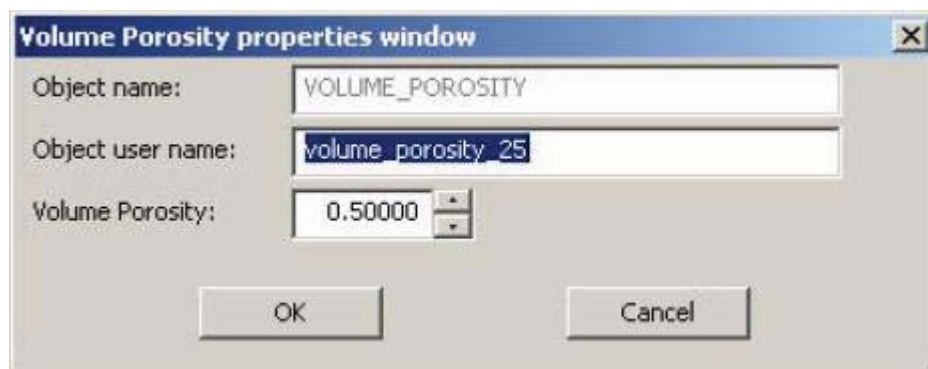 Volume Porosity properties window
Object name: VOLUME_POROSITY
Object user name: volume_porosity_25
Volume Porosity: 0.50000
OK Cancel